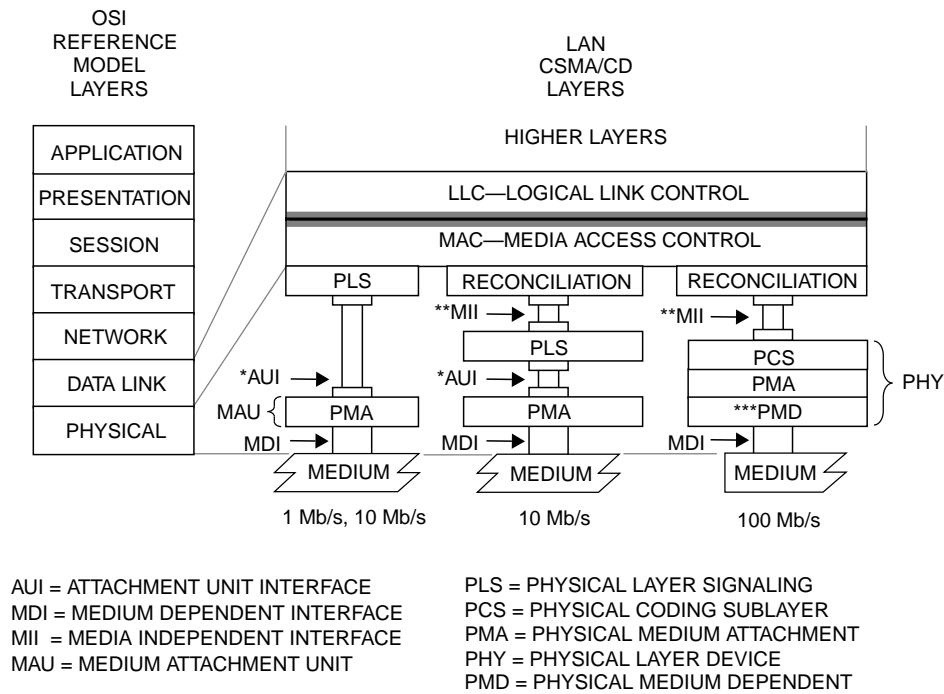 OSI
REFERENCE
MODEL
LAYERS
LAN
CSMA/CD
LAYERS
APPLICATION
PRESENTATION
SESSION
TRANSPORT
NETWORK
DATA LINK
PHYSICAL
HIGHER LAYERS
LLC—LOGICAL LINK CONTROL
MAC—MEDIA ACCESS CONTROL
PLS
*AUI
MAU
PMA
MDI
MEDIUM
1 Mb/s, 10 Mb/s
RECONCILIATION
**MII
PLS
*AUI
PMA
MDI
MEDIUM
10 Mb/s
RECONCILIATION
**MII
PCS
PMA
***PMD
PHY
MDI
MEDIUM
100 Mb/s
AUI = ATTACHMENT UNIT INTERFACE
MDI = MEDIUM DEPENDENT INTERFACE
MII = MEDIA INDEPENDENT INTERFACE
MAU = MEDIUM ATTACHMENT UNIT
PLS = PHYSICAL LAYER SIGNALING
PCS = PHYSICAL CODING SUBLAYER
PMA = PHYSICAL MEDIUM ATTACHMENT
PHY = PHYSICAL LAYER DEVICE
PMD = PHYSICAL MEDIUM DEPENDENT